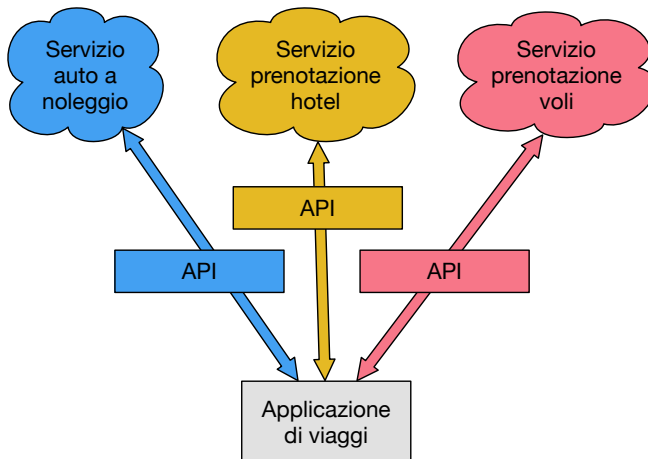 Servizio
auto a
noleggio
Servizio
prenotazione
hotel
Servizio
prenotazione
voli
API
API
API
Applicazione
di viaggi